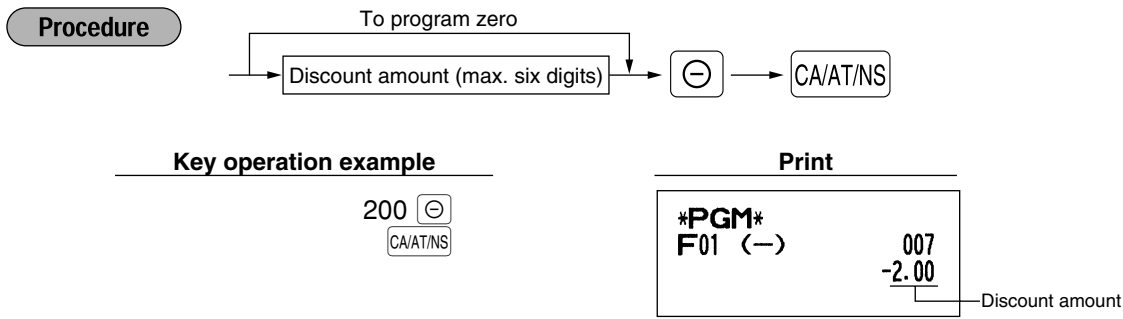 Procedure
To program zero
Discount amount (max. six digits)
⊖
CA/AT/NS
Key operation example
Print
200 ⊖
CA/AT/NS
*PGM*
F01 (—) 007
-2.00
Discount amount